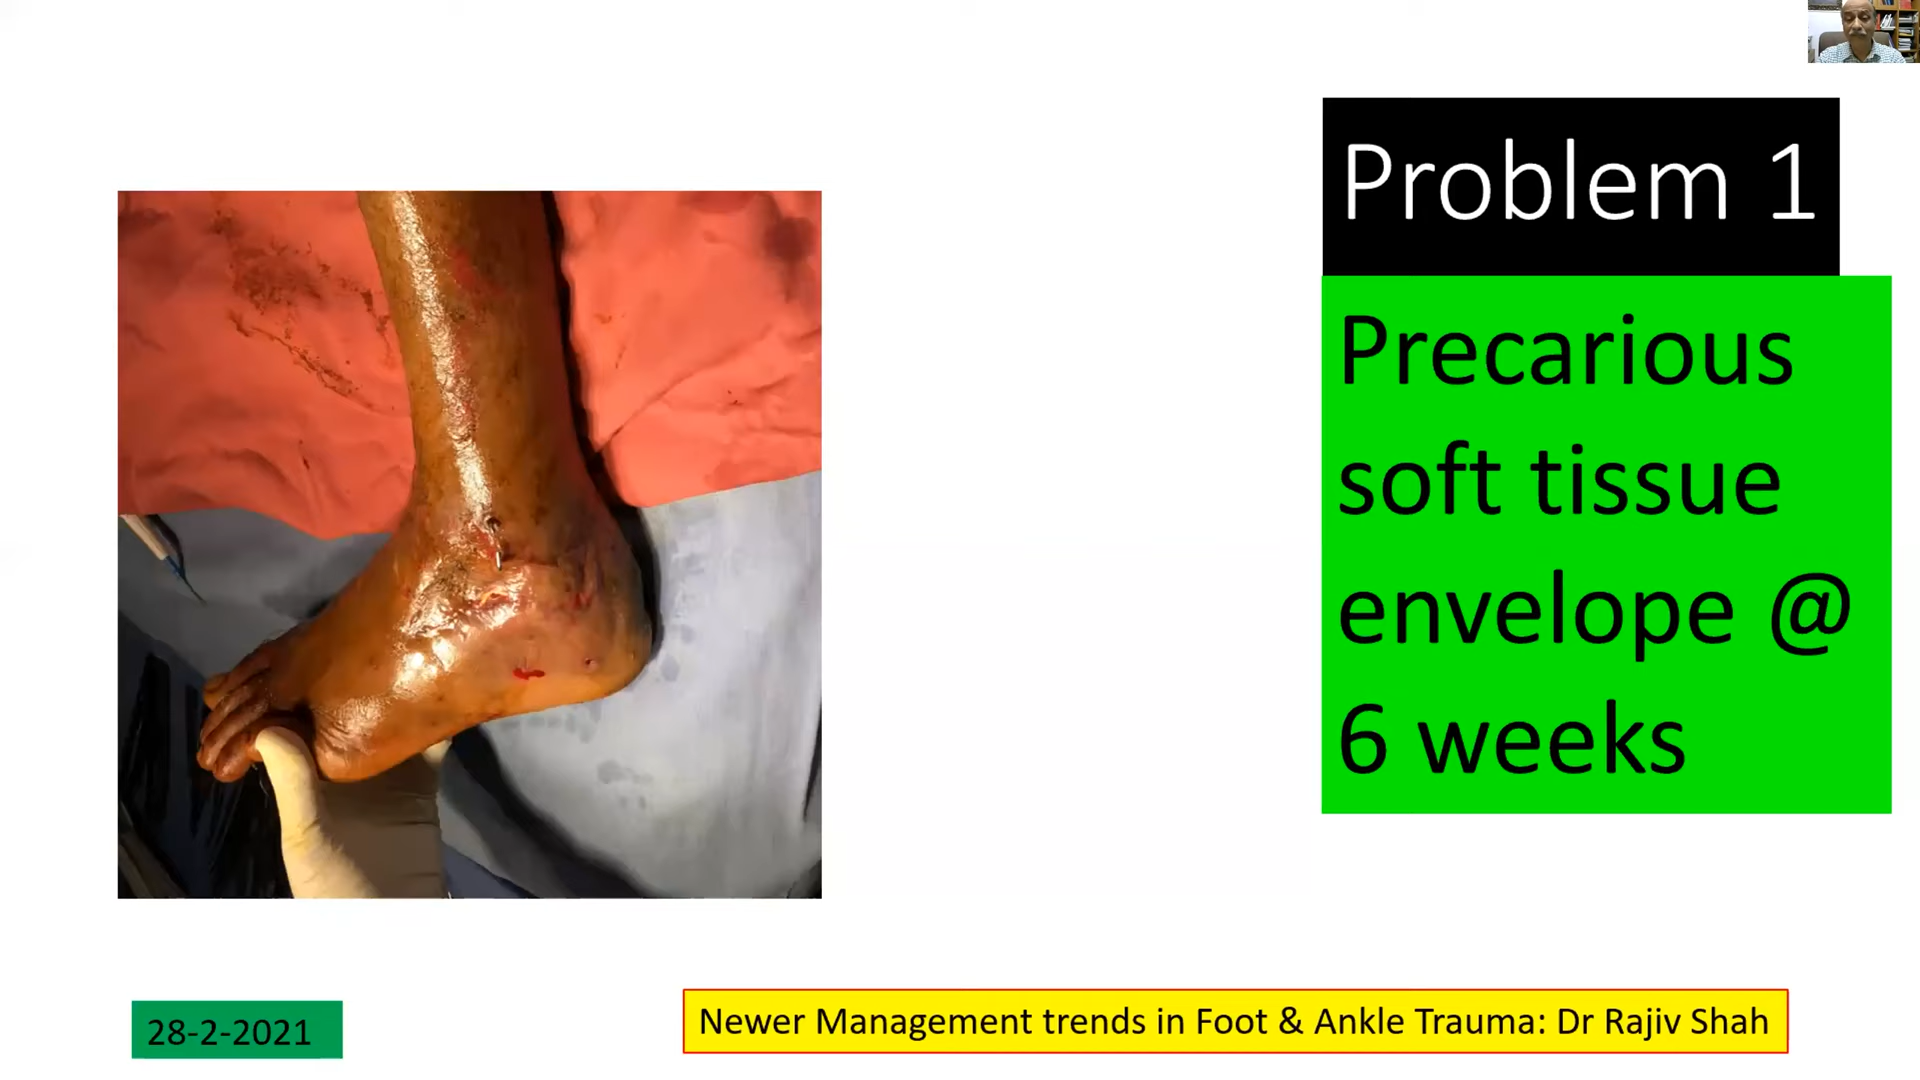 Problem 1
Precarious
soft tissue
envelope @
6 weeks
28-2-2021
Newer Management trends in Foot & Ankle Trauma: Dr Rajiv Shah